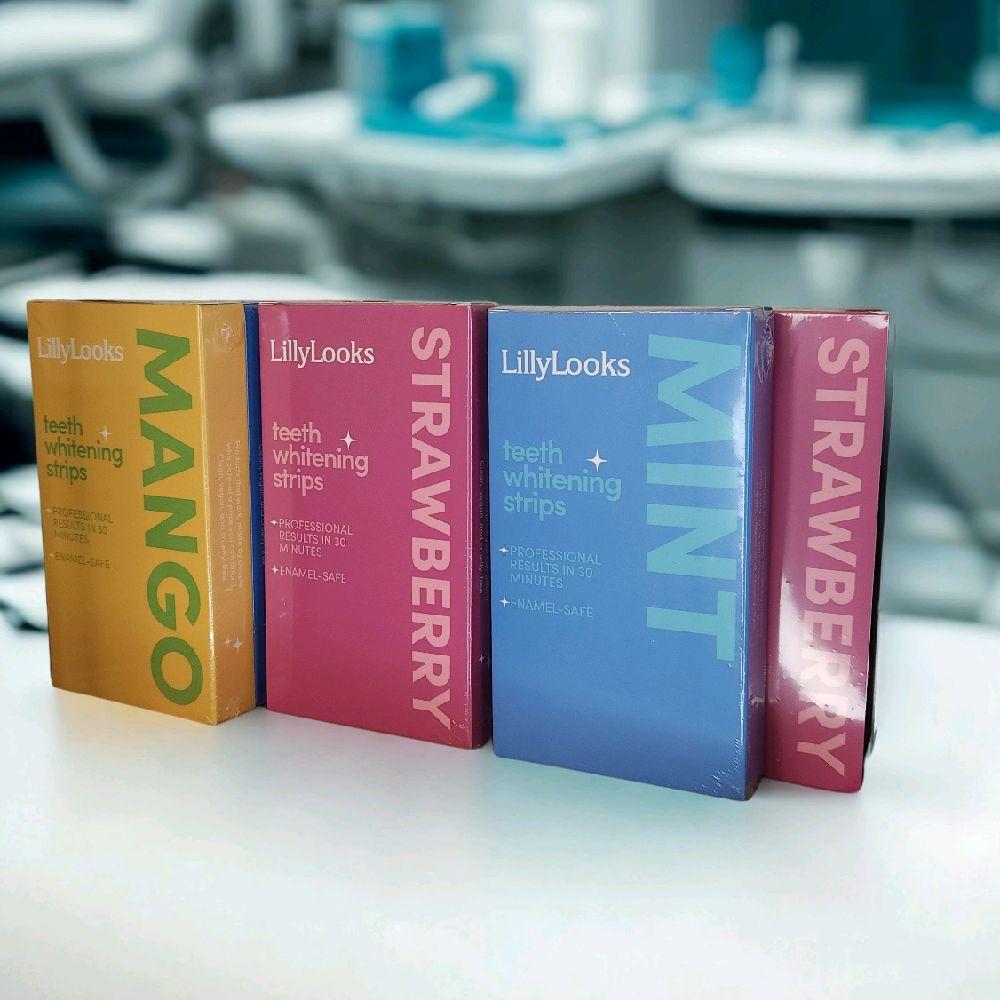 LillyLooks
MANGO
teeth
whitening
strips
PROFESSIONAL
RESULTS IN 30
MINUTES
ENAMEL-SAFE
LillyLooks
STRAWBERRY
teeth
whitening
strips
PROFESSIONAL
RESULTS IN 30
MINUTES
ENAMEL-SAFE
LillyLooks
MINT
teeth
whitening
strips
PROFESSIONAL
RESULTS IN 30
MINUTES
ENAMEL-SAFE
STRAWBERRY